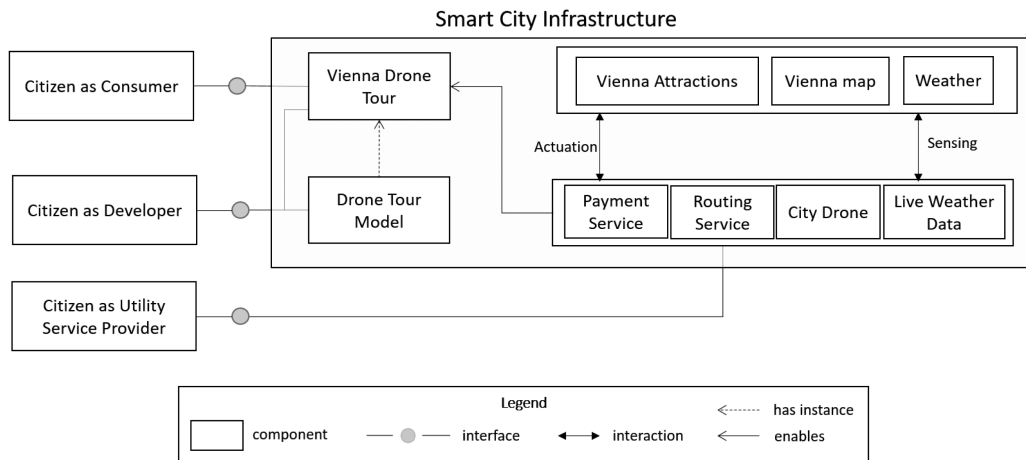 Smart City Infrastructure
Citizen as Consumer
Vienna Drone
Tour
Vienna Attractions
Vienna map
Weather
Actuation
Sensing
Citizen as Developer
Drone Tour
Model
Payment
Service
Routing
Service
City Drone
Live Weather
Data
Citizen as Utility
Service Provider
Legend
component
interface
interaction
has instance
enables